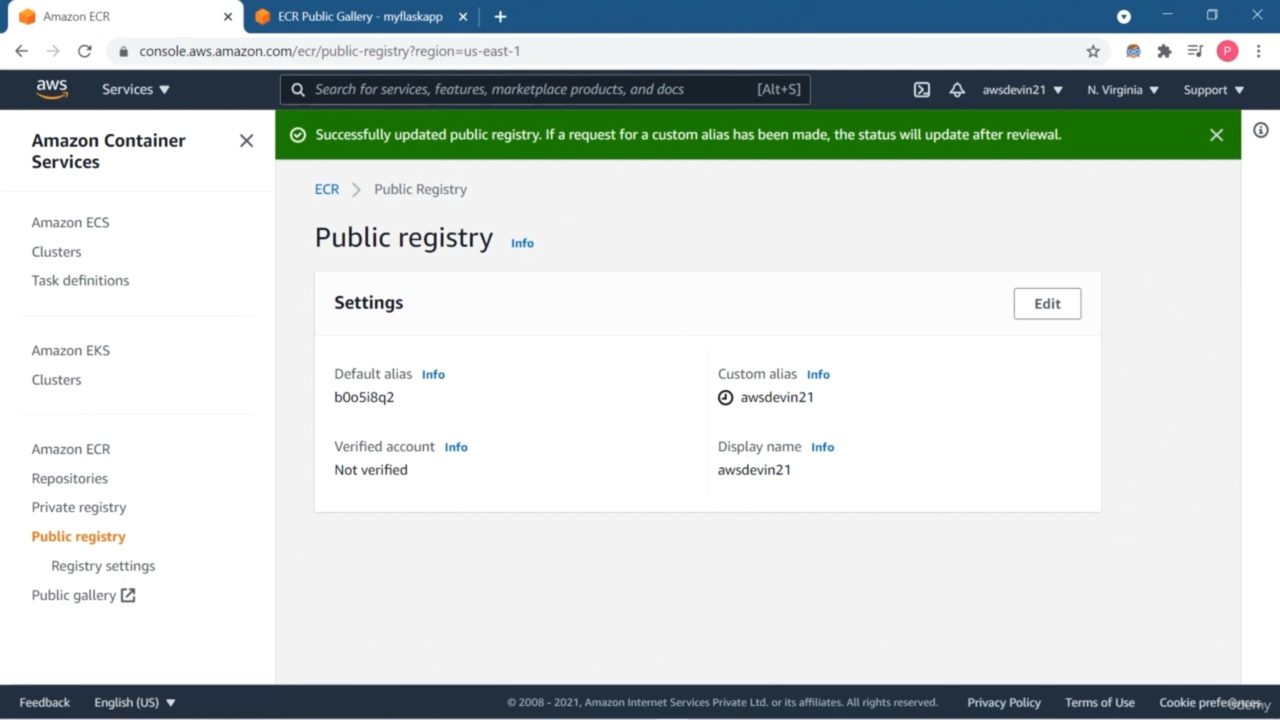 Amazon ECR
ECR Public Gallery - myflaskapp
console.aws.amazon.com/ecr/public-registry?region=us-east-1
P
aws
Services
Search for services, features, marketplace products, and docs
[Alt+S]
awsdevin21
N. Virginia
Support
Amazon Container
Services
Amazon ECS
Clusters
Task definitions
Amazon EKS
Clusters
Amazon ECR
Repositories
Private registry
Public registry
Registry settings
Public gallery
Successfully updated public registry. If a request for a custom alias has been made, the status will update after reviewal.
ECR
Public Registry
Public registry Info
Settings
Edit
Default alias Info
b0o5i8q2
Custom alias Info
awsdevin21
Verified account Info
Not verified
Display name Info
awsdevin21
Feedback
English (US)
© 2008 - 2021, Amazon Internet Services Private Ltd. or its affiliates. All rights reserved.
Privacy Policy
Terms of Use
Cookie preferences
Udemy